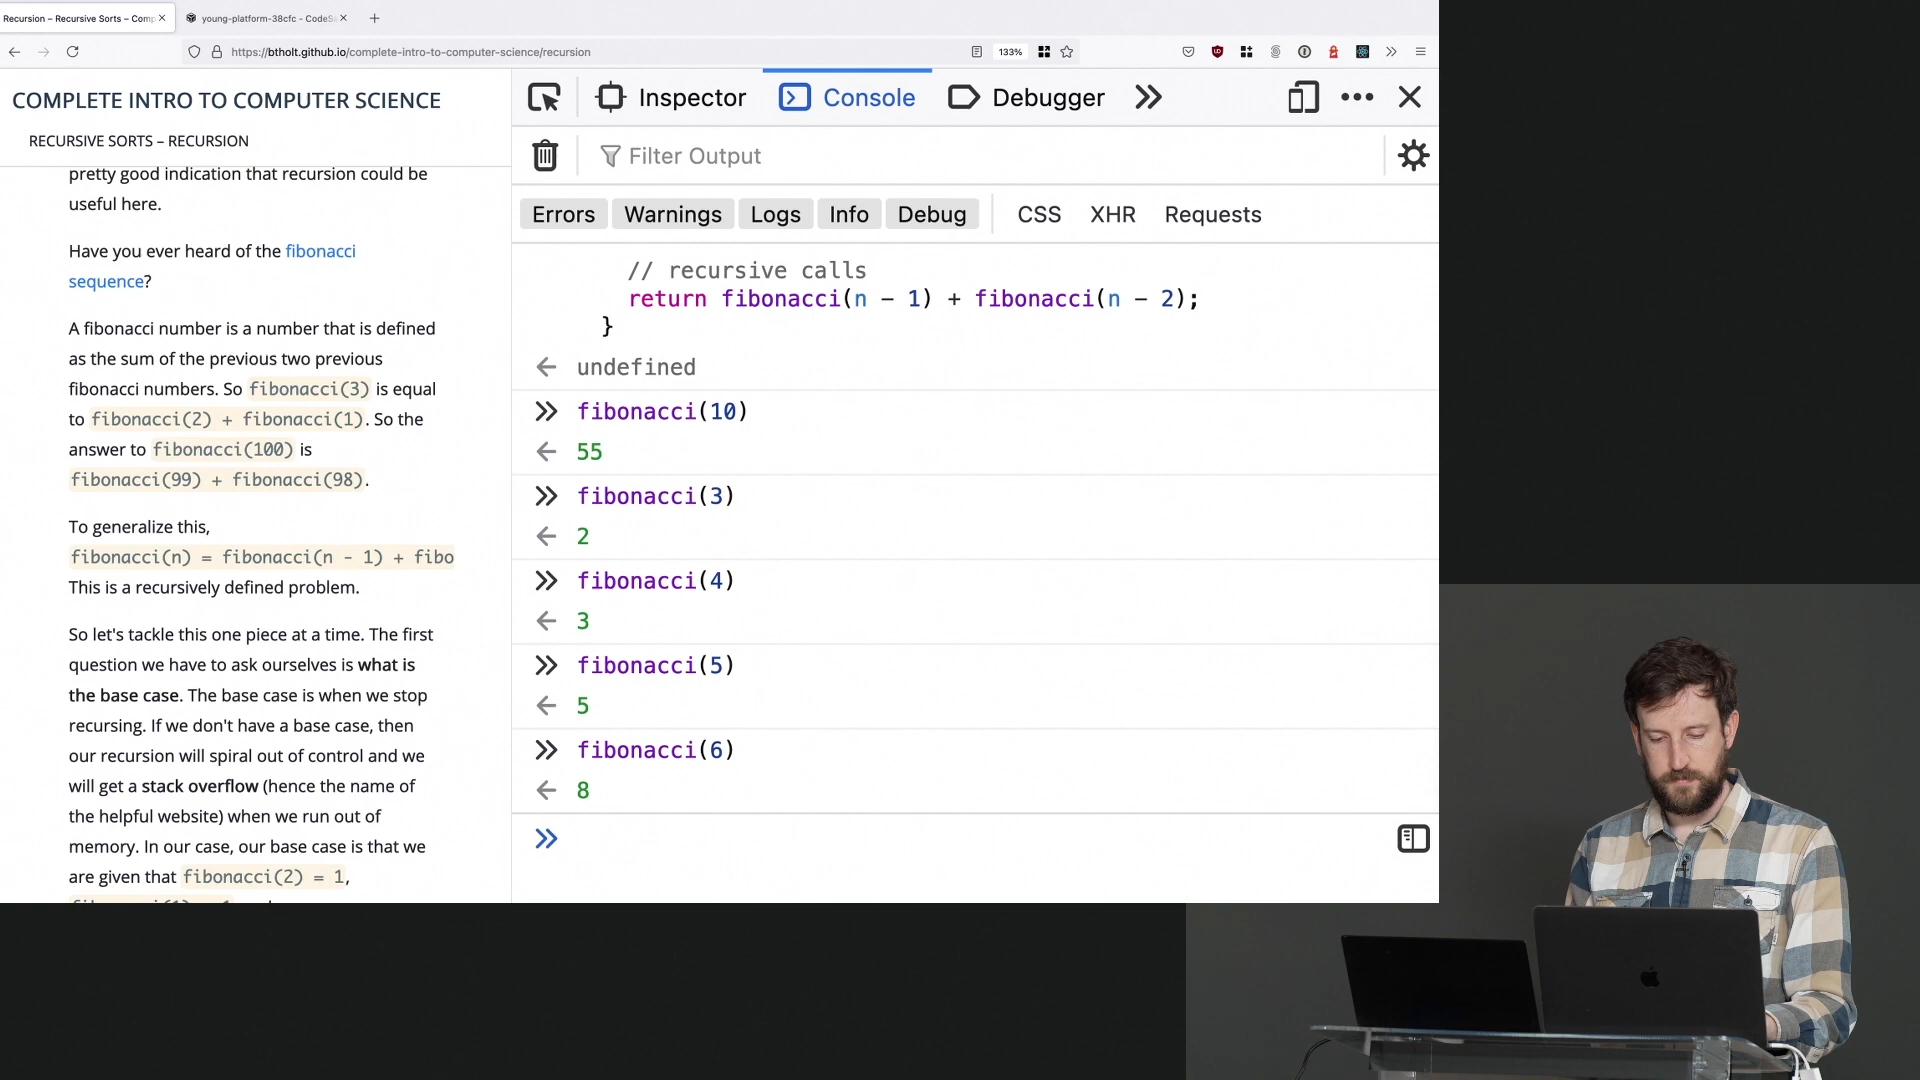 Recursion – Recursive Sorts – Comp
young-platform-38cfc - CodeSa
https://btholt.github.io/complete-intro-to-computer-science/recursion
133%
COMPLETE INTRO TO COMPUTER SCIENCE
RECURSIVE SORTS – RECURSION
pretty good indication that recursion could be
useful here.
Have you ever heard of the fibonacci
sequence?
A fibonacci number is a number that is defined
as the sum of the previous two previous
fibonacci numbers. So fibonacci(3) is equal
to fibonacci(2) + fibonacci(1). So the
answer to fibonacci(100) is
fibonacci(99) + fibonacci(98).
To generalize this,
fibonacci(n) = fibonacci(n - 1) + fibo
This is a recursively defined problem.
So let's tackle this one piece at a time. The first
question we have to ask ourselves is what is
the base case. The base case is when we stop
recursing. If we don't have a base case, then
our recursion will spiral out of control and we
will get a stack overflow (hence the name of
the helpful website) when we run out of
memory. In our case, our base case is that we
are given that fibonacci(2) = 1,
Inspector
Console
Debugger
Filter Output
Errors
Warnings
Logs
Info
Debug
CSS
XHR
Requests
// recursive calls
return fibonacci(n - 1) + fibonacci(n - 2);
}
undefined
fibonacci(10)
55
fibonacci(3)
2
fibonacci(4)
3
fibonacci(5)
5
fibonacci(6)
8